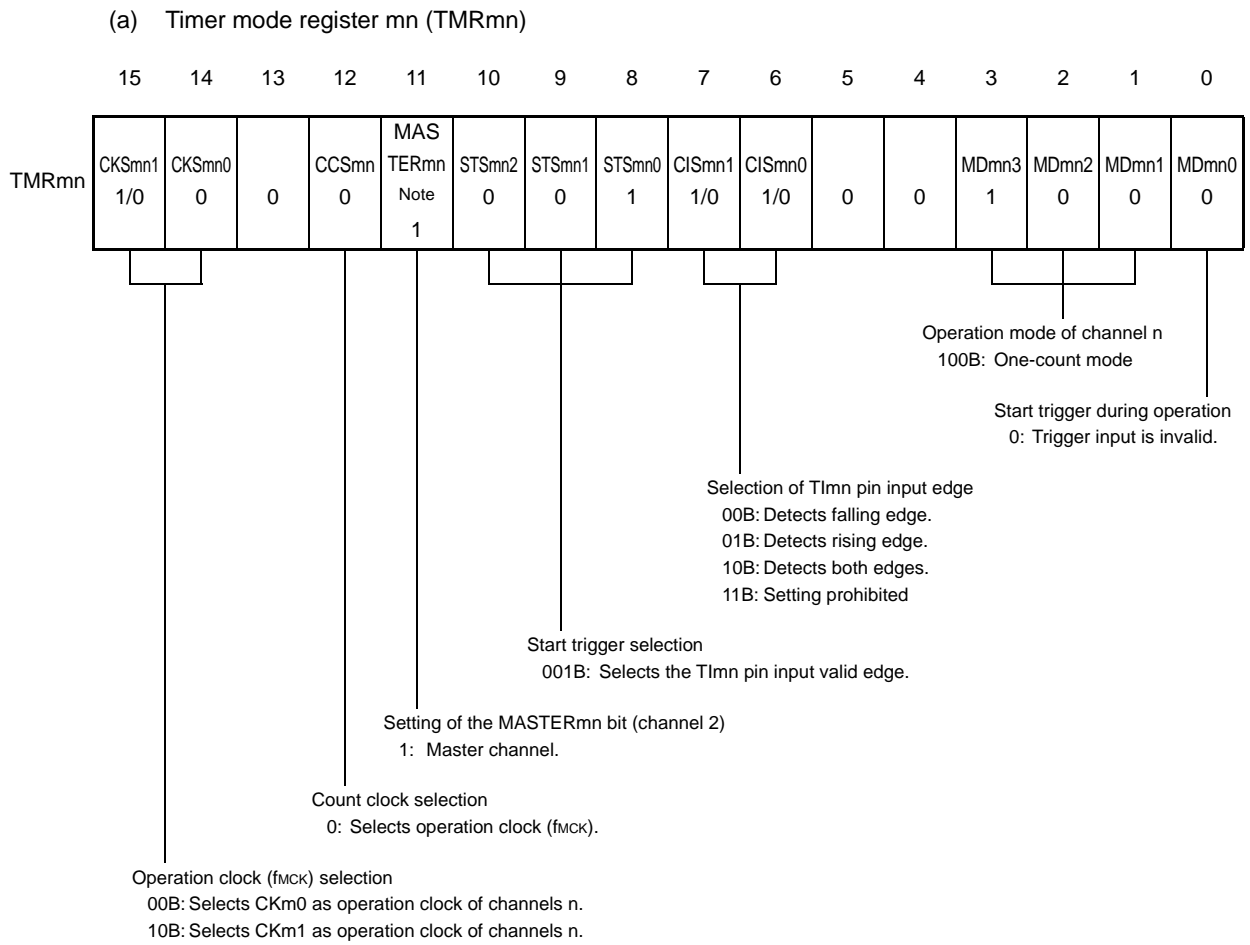 (a) Timer mode register mn (TMRmn)
15 14 13 12 11 10 9 8 7 6 5 4 3 2 1 0
TMRmn
CKSmn1 CKSmn0 CCSmn MAS TERmn Note STSmn2 STSmn1 STSmn0 CISmn1 CISmn0 MDmn3 MDmn2 MDmn1 MDmn0
1/0 0 0 0 1 0 0 1 1/0 1/0 0 0 1 0 0 0
Operation mode of channel n
100B: One-count mode
Start trigger during operation
0: Trigger input is invalid.
Selection of TImn pin input edge
00B: Detects falling edge.
01B: Detects rising edge.
10B: Detects both edges.
11B: Setting prohibited
Start trigger selection
001B: Selects the TImn pin input valid edge.
Setting of the MASTERmn bit (channel 2)
1: Master channel.
Count clock selection
0: Selects operation clock (fMCK).
Operation clock (fMCK) selection
00B: Selects CKm0 as operation clock of channels n.
10B: Selects CKm1 as operation clock of channels n.